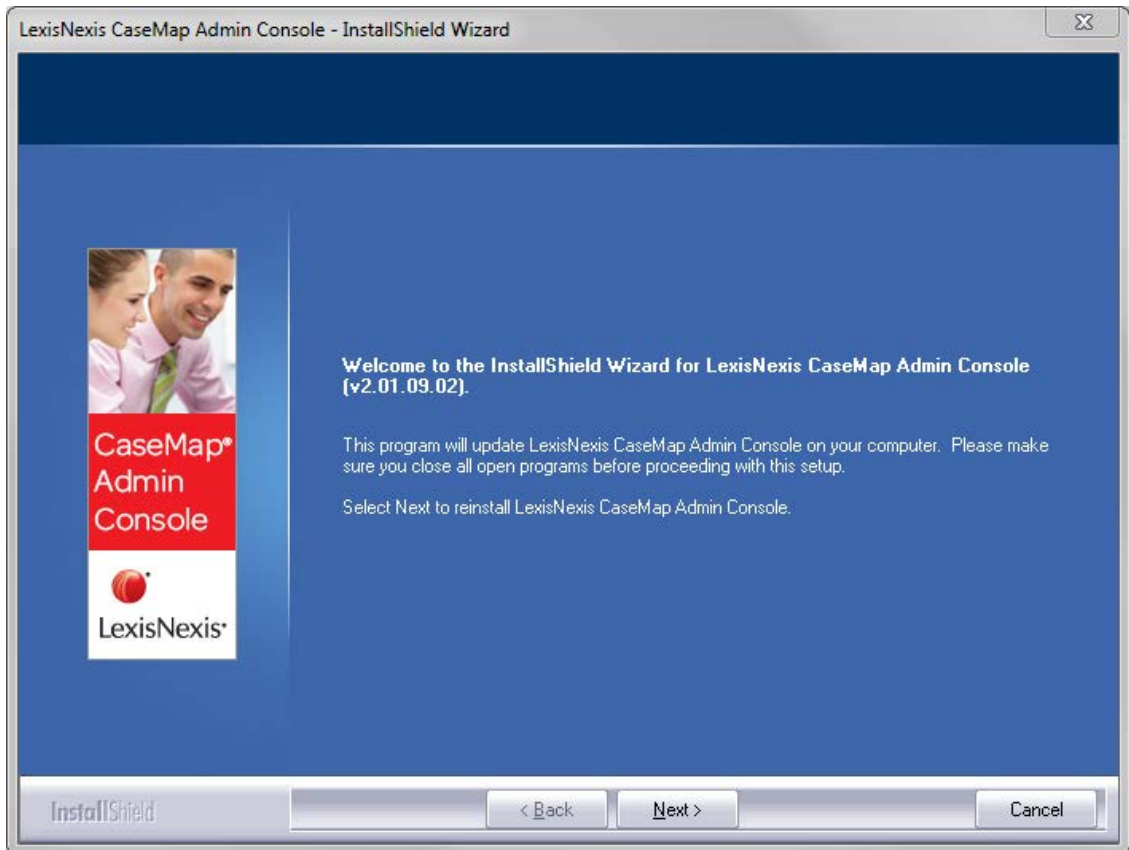 LexisNexis CaseMap Admin Console - InstallShield Wizard
Welcome to the InstallShield Wizard for LexisNexis CaseMap Admin Console
(v2.01.09.02).
This program will update LexisNexis CaseMap Admin Console on your computer. Please make
sure you close all open programs before proceeding with this setup.
Select Next to reinstall LexisNexis CaseMap Admin Console.
CaseMap®
Admin
Console
LexisNexis®
InstallShield
< Back
Next >
Cancel